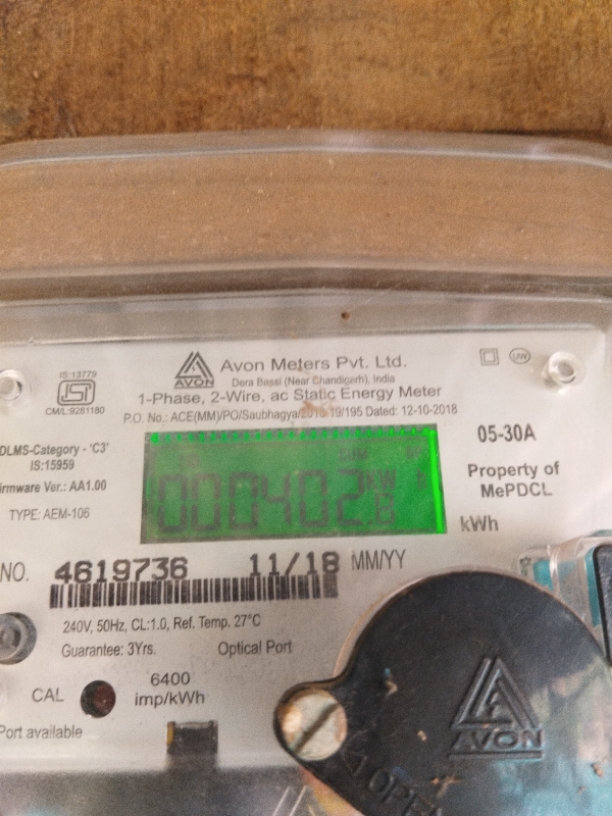 IS:13779
ISI
CM/L:9281180
AVON
Avon Meters Pvt. Ltd.
Dera Bassi (Near Chandigarh), India
1-Phase, 2-Wire, ac Static Energy Meter
P.O. No.: ACE(MM)/PO/Saubhagya/2018-19/195 Dated: 12-10-2018
UW
DLMS-Category - 'C3'
IS:15959
irmware Ver.: AA1.00
TYPE: AEM-106
05-30A
Property of
MePDCL
kWh
NO. 4619736 11/18 MM/YY
240V, 50Hz, CL:1.0, Ref. Temp. 27°C
Guarantee: 3Yrs. Optical Port
CAL
6400
imp/kWh
Port available
AVON